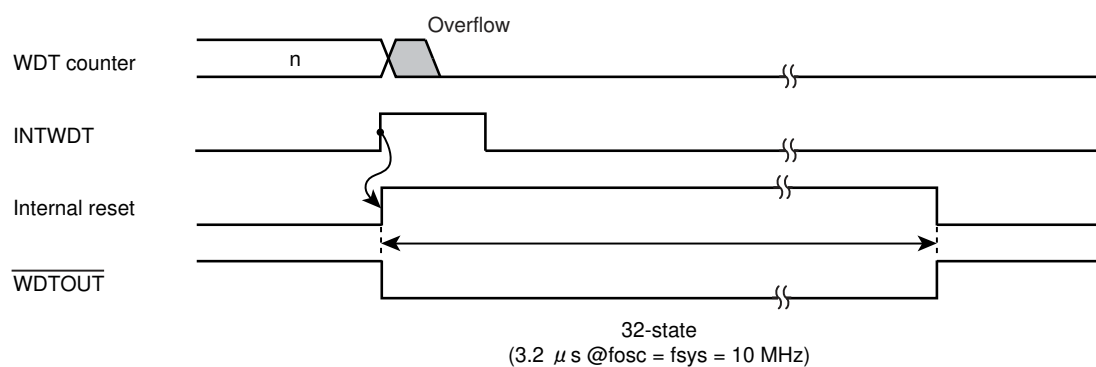 Overflow
WDT counter
n
INTWDT
Internal reset
WDTOUT
32-state
(3.2 μs @fosc = fsys = 10 MHz)